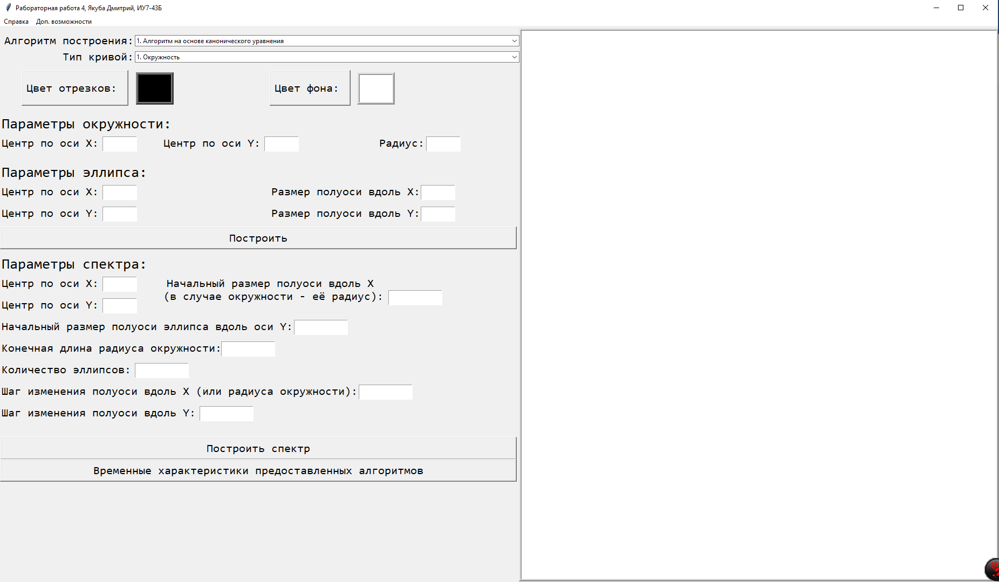 Рабораторная работа 4, Якуба Дмитрий, ИУ7-43Б
Справка Доп. возможности
Алгоритм построения: 1. Алгоритм на основе канонического уравнения
Тип кривой: 1. Окружность
Цвет отрезков: Цвет фона:
Параметры окружности:
Центр по оси X: Центр по оси Y: Радиус:
Параметры эллипса:
Центр по оси X: Размер полуоси вдоль X:
Центр по оси Y: Размер полуоси вдоль Y:
Построить
Параметры спектра:
Центр по оси X: Начальный размер полуоси вдоль X
(в случае окружности - её радиус):
Центр по оси Y:
Начальный размер полуоси эллипса вдоль оси Y:
Конечная длина радиуса окружности:
Количество эллипсов:
Шаг изменения полуоси вдоль X (или радиуса окружности):
Шаг изменения полуоси вдоль Y:
Построить спектр
Временные характеристики предоставленных алгоритмов